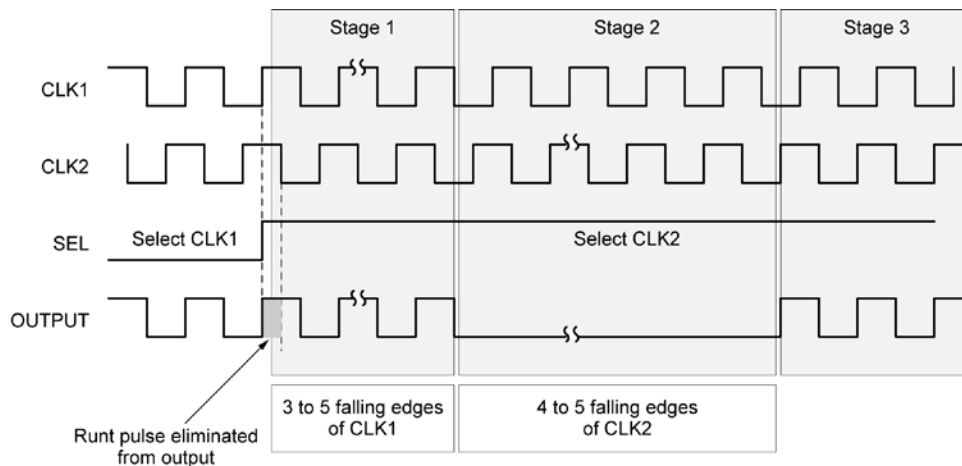 Stage 1
Stage 2
Stage 3
CLK1
CLK2
SEL
Select CLK1
Select CLK2
OUTPUT
3 to 5 falling edges
of CLK1
4 to 5 falling edges
of CLK2
Runt pulse eliminated
from output